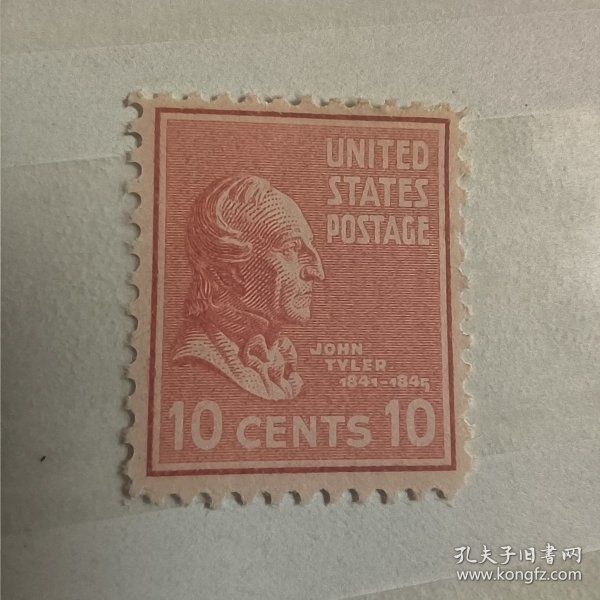 UNITED
STATES
POSTAGE
JOHN
TYLER
1841-1845
10 CENTS 10
孔夫子旧书网
www.kongfz.com